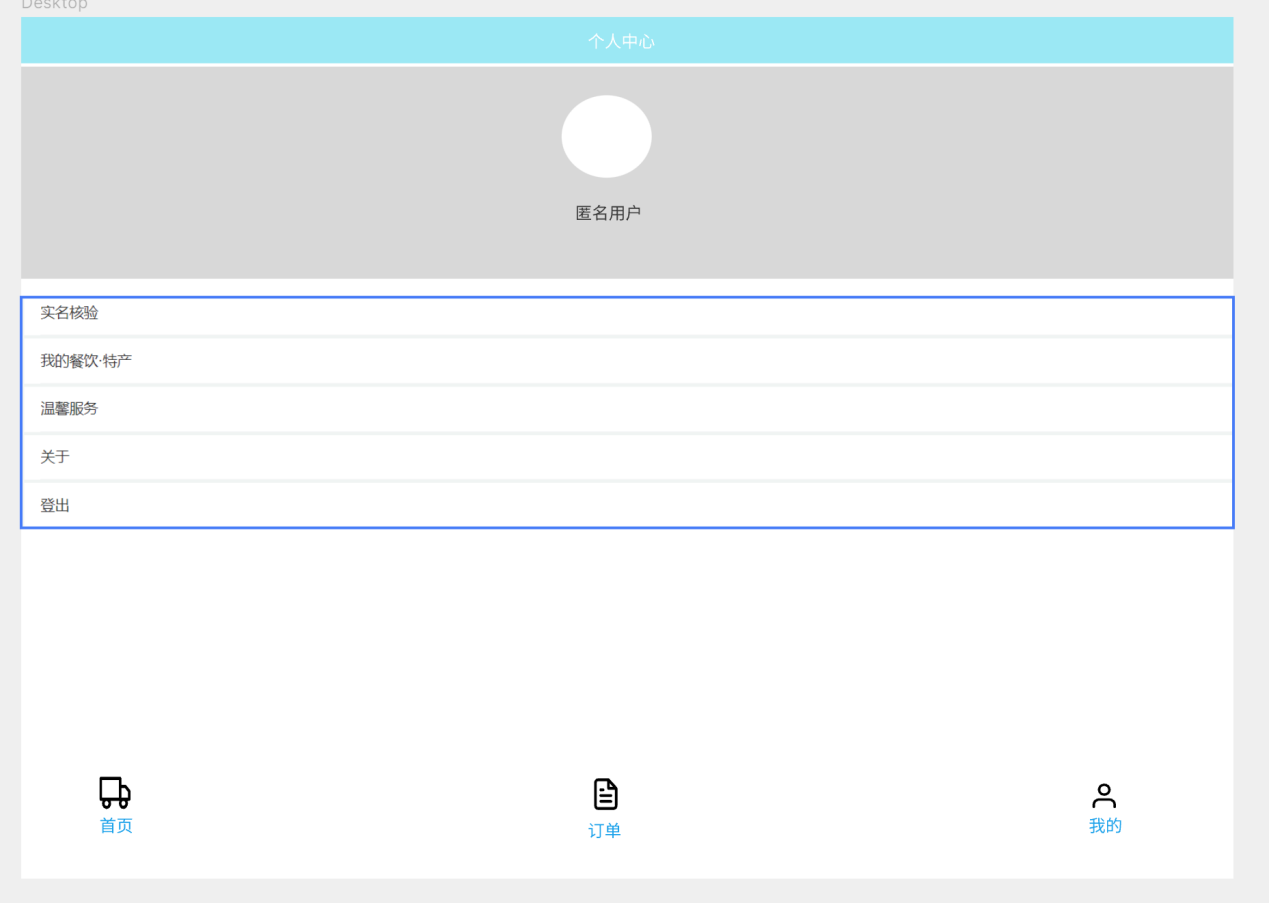 Desktop
个人中心
匿名用户
实名核验
我的餐饮·特产
温馨服务
关于
登出
首页
订单
我的